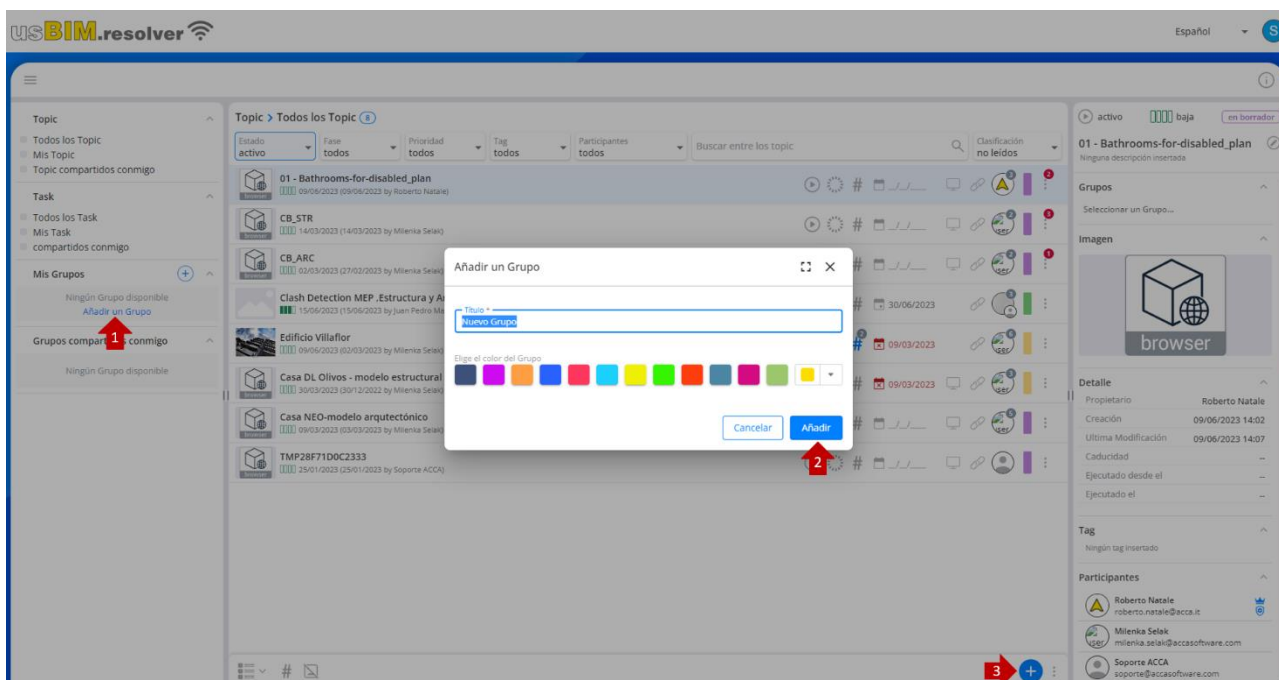 usBIM.resolver
Español
S
Topic
Todos los Topic
Mis Topic
Topic compartidos conmigo
Task
Todos los Task
Mis Task
compartidos conmigo
Mis Grupos
Ningún Grupo disponible
Añadir un Grupo
1
Grupos compart conmigo
Ningún Grupo disponible
Topic > Todos los Topic 8
Estado
activo
Fase
todos
Prioridad
todos
Tag
todos
Participantes
todos
Buscar entre los topic
Clasificación
no leídos
browser
01 - Bathrooms-for-disabled_plan
09/06/2023 (09/06/2023 by Roberto Natale)
# _/_/__
2
CB_STR
14/03/2023 (14/03/2023 by Milenka Selak)
# _/_/__
CB_ARC
02/03/2023 (27/02/2023 by Milenka Selak)
# _/_/__
Clash Detection MEP ,Estructura y A
15/06/2023 (15/06/2023 by Juan Pedro Ma
# 30/06/2023
Edificio Villaflor
09/06/2023 (02/03/2023 by Milenka Selak)
# 09/03/2023
Casa DL Olivos - modelo estructural
30/03/2023 (30/12/2022 by Milenka Selak)
# 09/03/2023
Casa NEO-modelo arqutectónico
09/03/2023 (03/03/2023 by Milenka Selak)
# _/_/__
TMP28F71D0C2333
25/01/2023 (25/01/2023 by Soporte ACCA)
# _/_/__
Añadir un Grupo
Título *
Nuevo Grupo
Elige el color del Grupo
Cancelar
Añadir
2
#
3
activo
baja
en borrador
01 - Bathrooms-for-disabled_plan
Ninguna descripción insertada
Grupos
Seleccionar un Grupo...
Imagen
browser
Detalle
Propietario Roberto Natale
Creación 09/06/2023 14:02
Ultima Modificación 09/06/2023 14:07
Caducidad --
Ejecutado desde el --
Ejecutado el --
Tag
Ningún tag insertado
Participantes
Roberto Natale
roberto.natale@acca.it
Milenka Selak
milenka.selak@accasoftware.com
Soporte ACCA
soporte@accasoftware.com